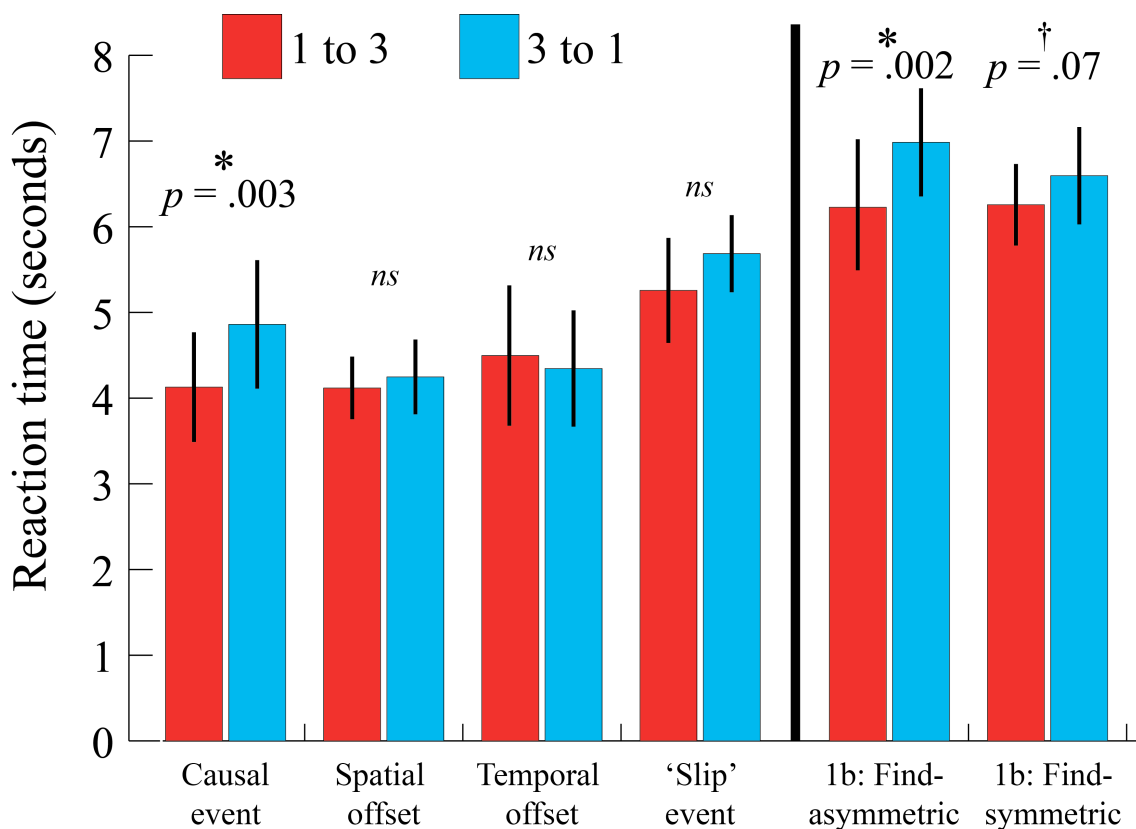 1 to 3
3 to 1
Reaction time (seconds)
8
7
6
5
4
3
2
1
0
*
p = .003
ns
ns
ns
*
p = .002
†
p = .07
Causal
event
Spatial
offset
Temporal
offset
‘Slip’
event
1b: Find-
asymmetric
1b: Find-
symmetric